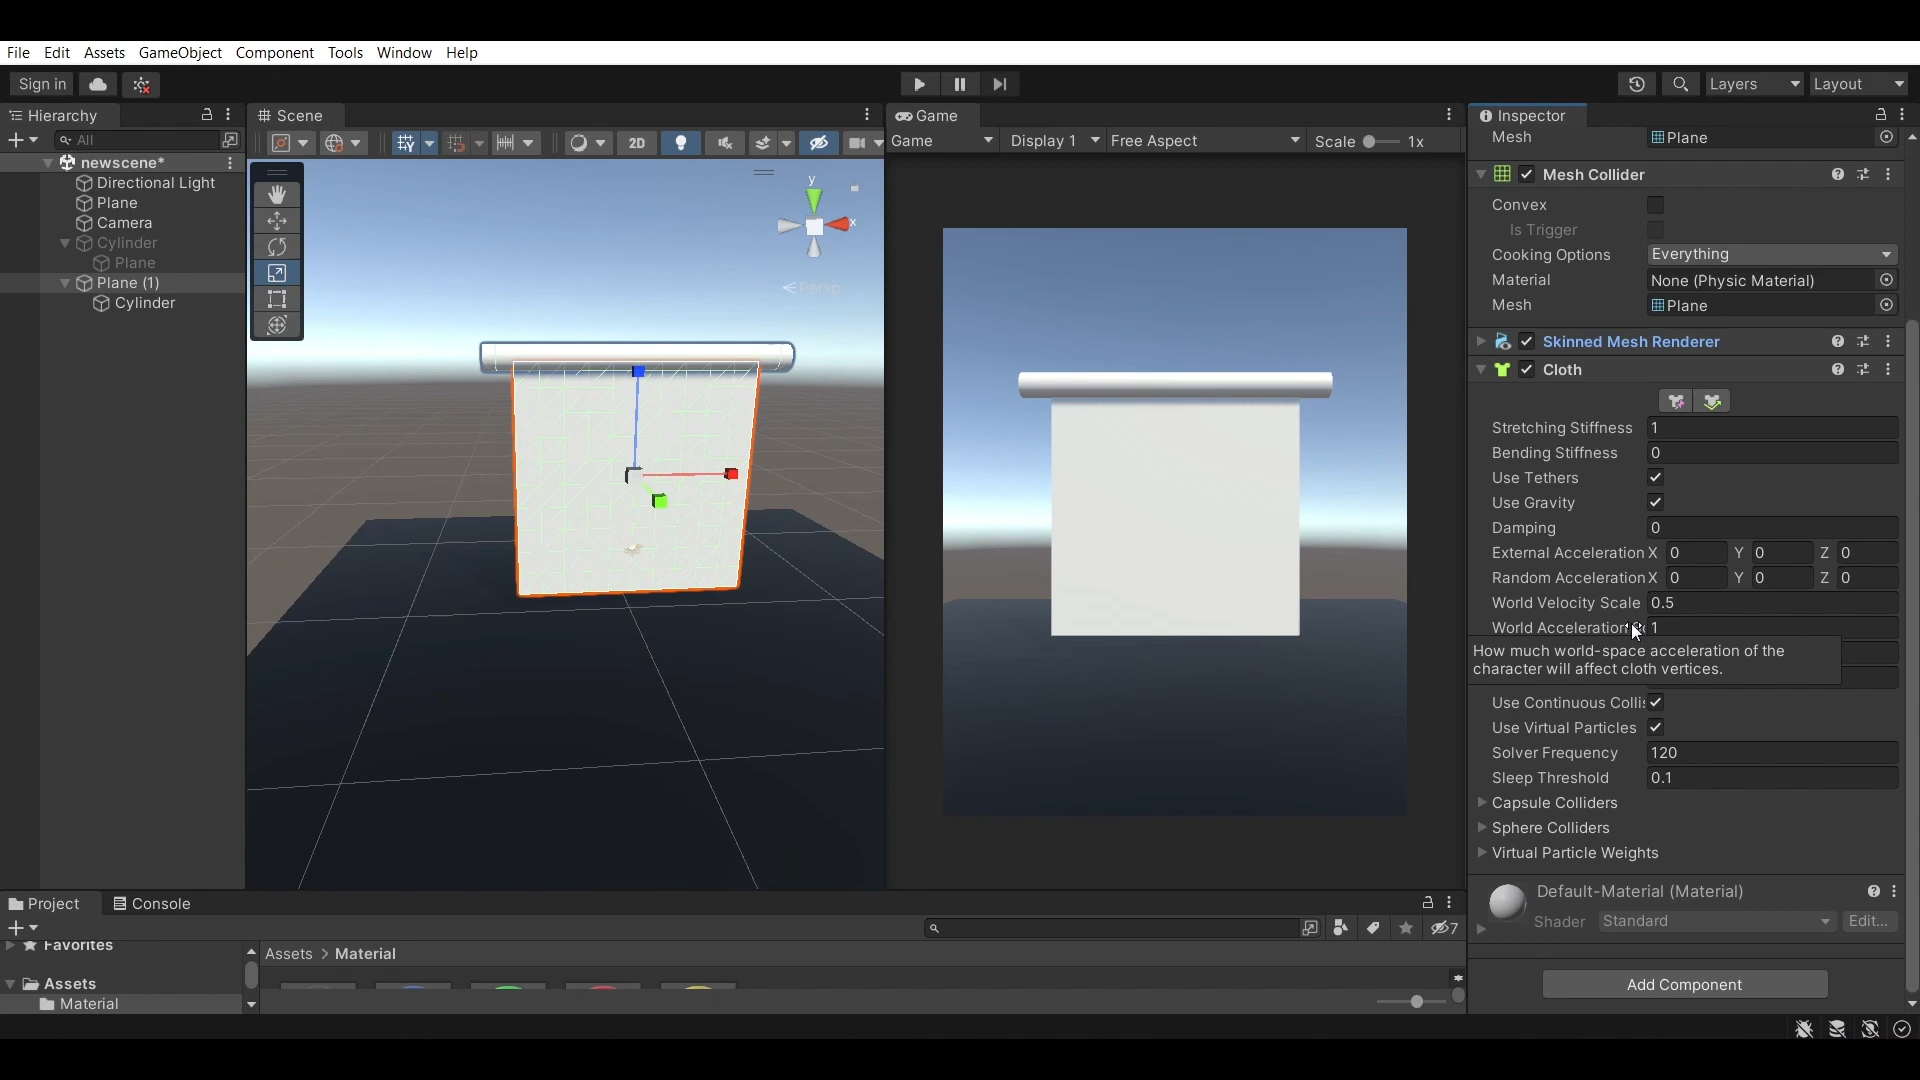 File Edit Assets GameObject Component Tools Window Help
Sign in
Layers
Layout
Hierarchy
All
newscene*
Directional Light
Plane
Camera
Cylinder
Plane
Plane (1)
Cylinder
Scene
2D
y
x
Persp
Game
Game
Display 1
Free Aspect
Scale
1x
Inspector
Mesh
Plane
Mesh Collider
Convex
Is Trigger
Cooking Options
Everything
Material
None (Physic Material)
Mesh
Plane
Skinned Mesh Renderer
Cloth
Stretching Stiffness 1
Bending Stiffness 0
Use Tethers
Use Gravity
Damping 0
External Acceleration X 0 Y 0 Z 0
Random Acceleration X 0 Y 0 Z 0
World Velocity Scale 0.5
World Acceleration 1
How much world-space acceleration of the
character will affect cloth vertices.
Use Continuous Collis
Use Virtual Particles
Solver Frequency 120
Sleep Threshold 0.1
Capsule Colliders
Sphere Colliders
Virtual Particle Weights
Default-Material (Material)
Shader Standard Edit...
Add Component
Project
Console
7
Favorites
Assets
Material
Assets > Material